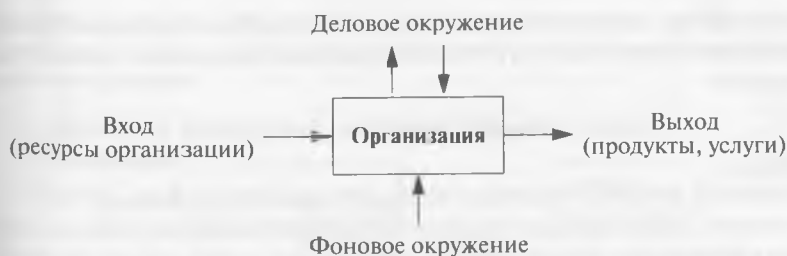 Деловое окружение
Вход
(ресурсы организации)
Организация
Выход
(продукты, услуги)
Фоновое окружение